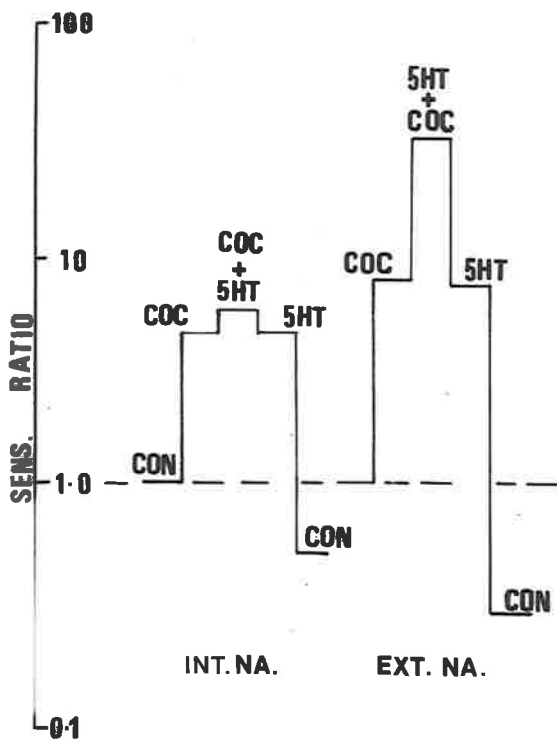 100
5HT
+
COC
COC
+
5HT
10
COC
5HT
COC
5HT
SENS. RATIO
CON
1·0
CON
CON
INT. NA.
EXT. NA.
0·1